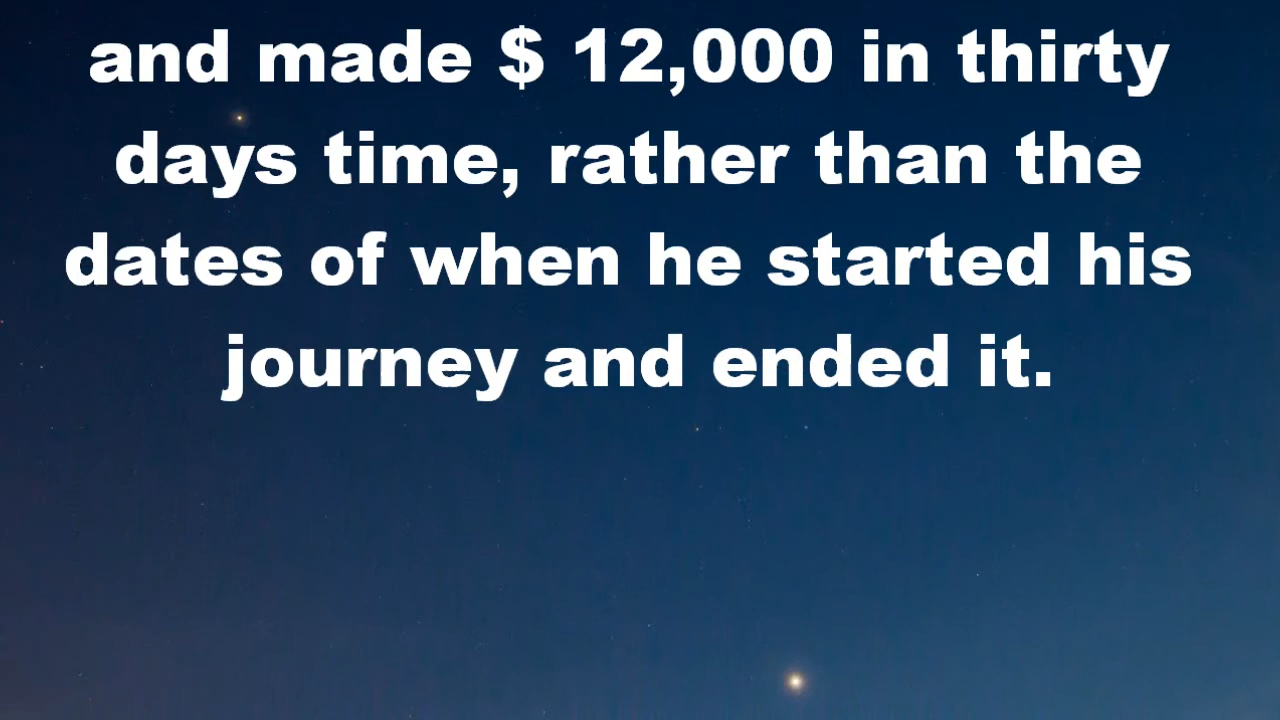 and made $ 12,000 in thirty
days time, rather than the
dates of when he started his
journey and ended it.